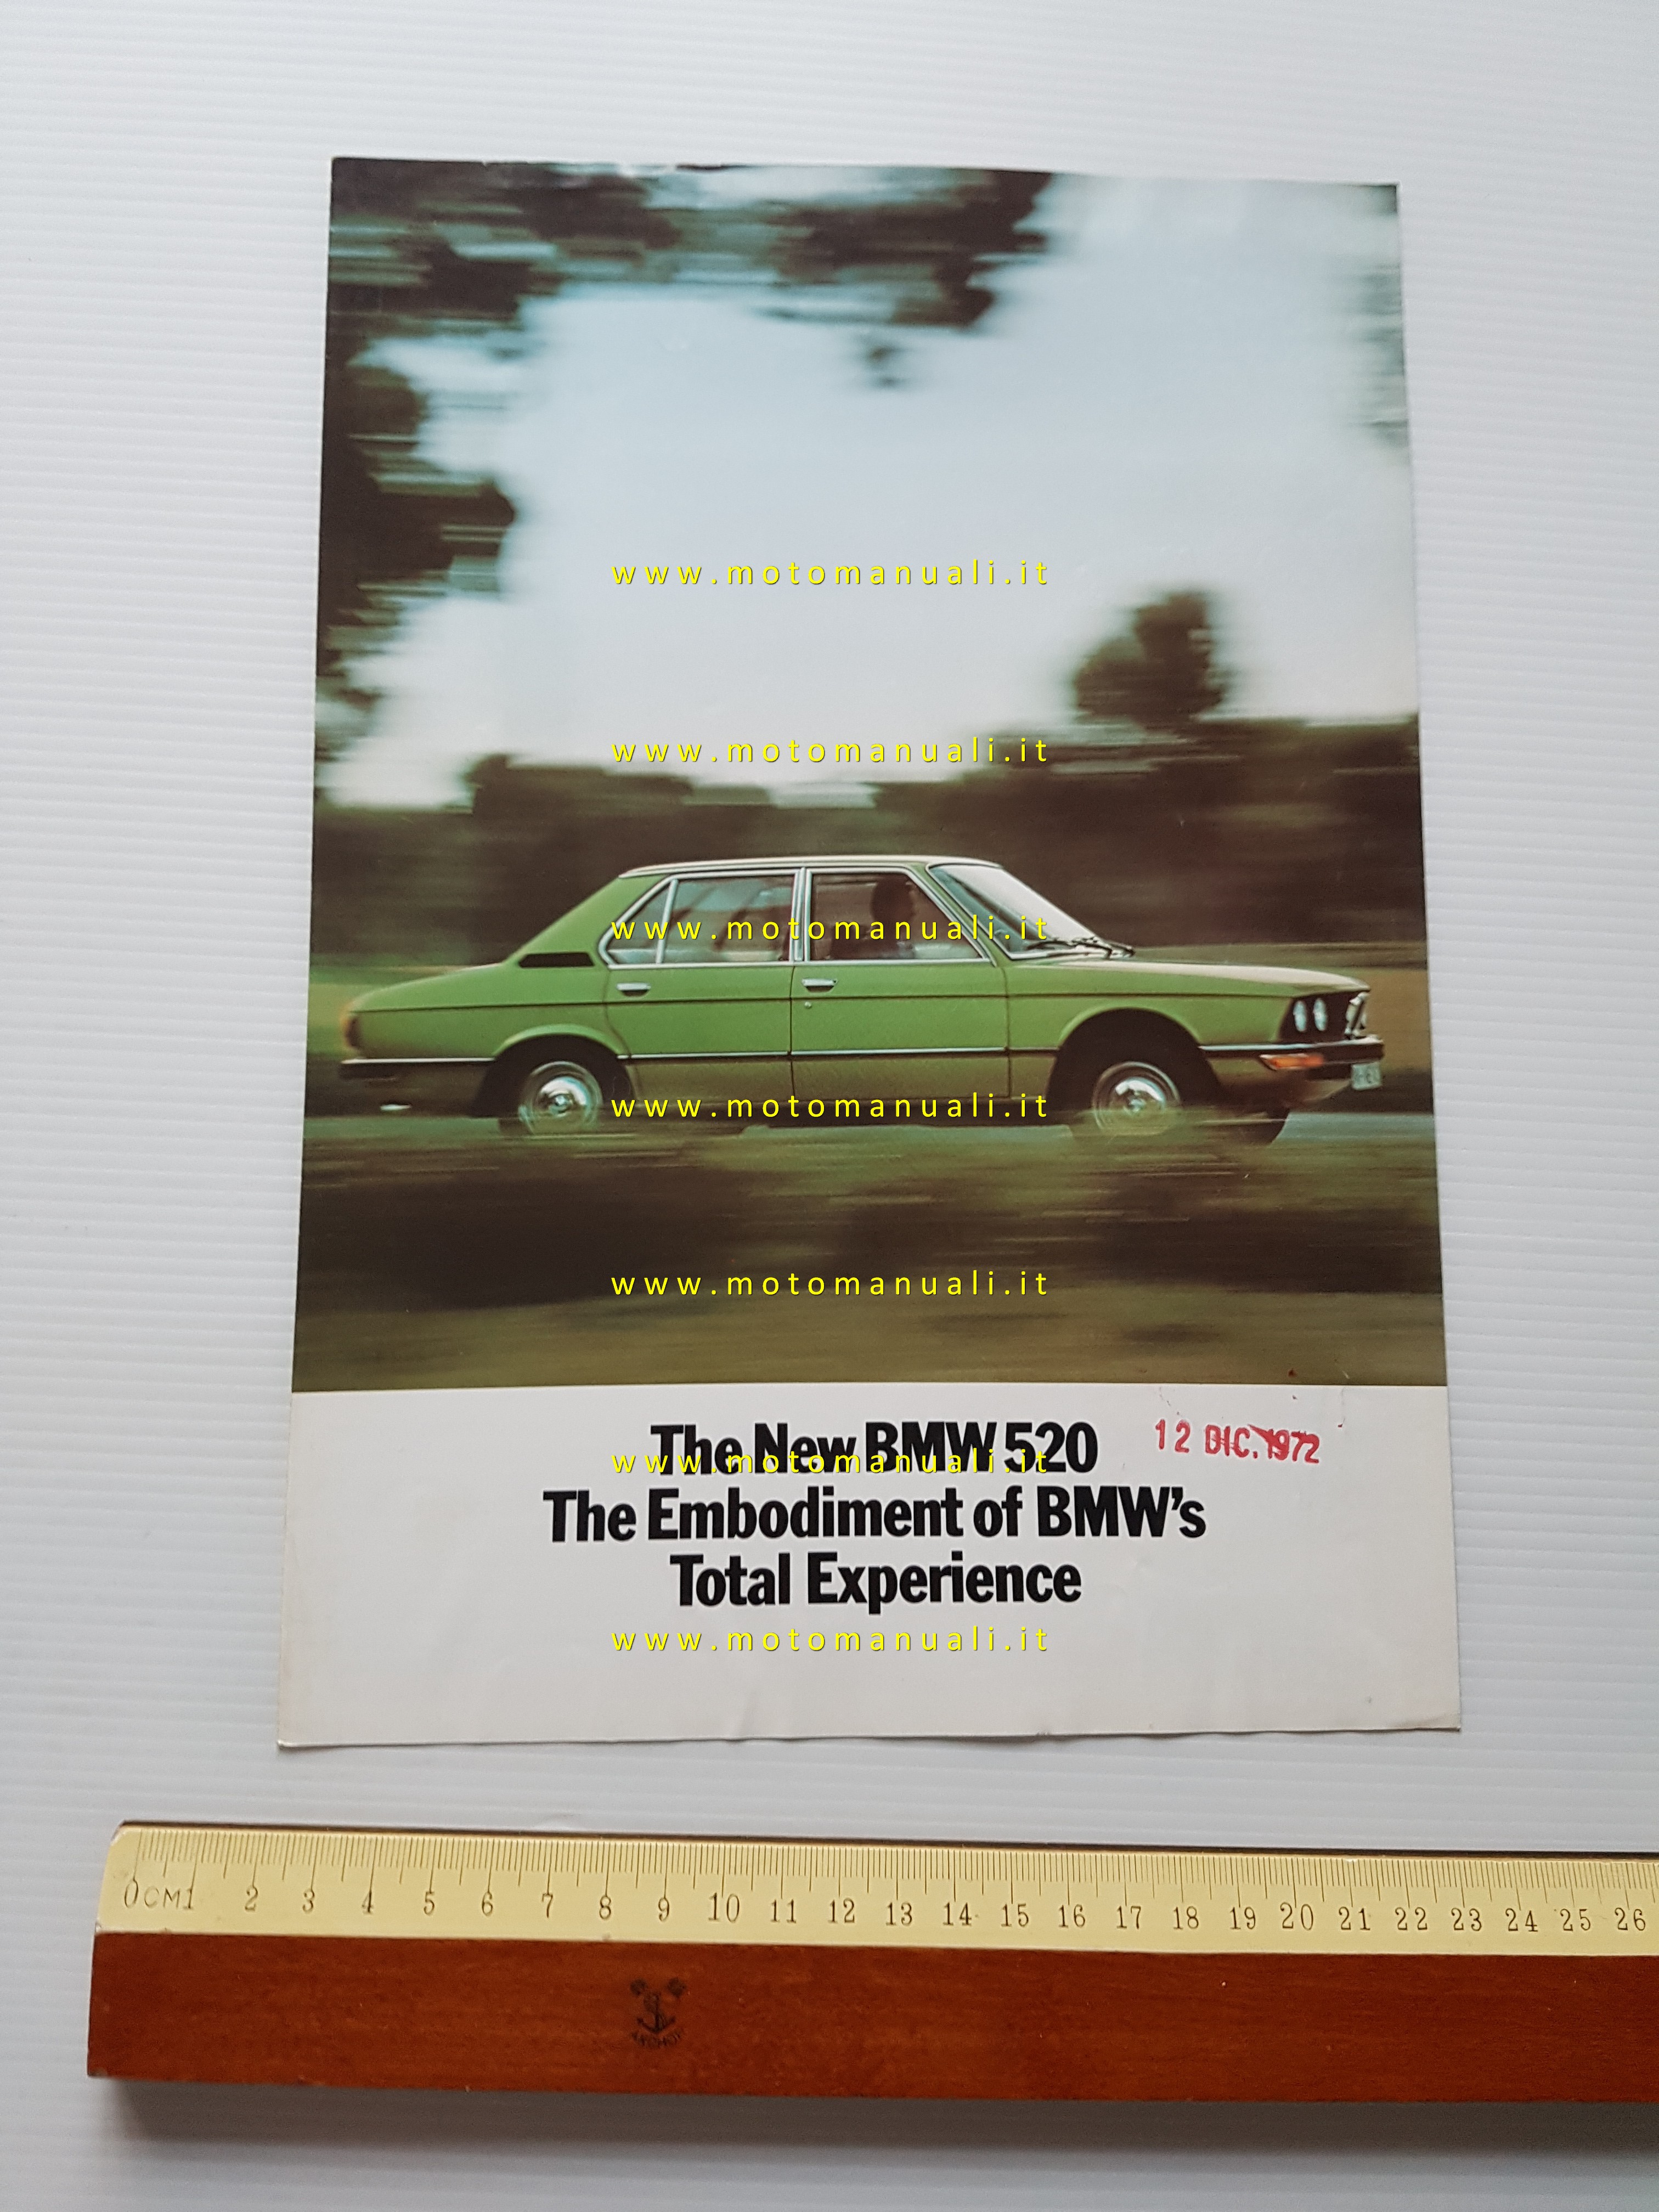 www.motomanuali.it
www.motomanuali.it
www.motomanuali.it
www.motomanuali.it
www.motomanuali.it
The New BMW 520
12 DIC. 1972
www.motomanuali.it
The Embodiment of BMW's
Total Experience
www.motomanuali.it
0CM1 2 3 4 5 6 7 8 9 10 11 12 13 14 15 16 17 18 19 20 21 22 23 24 25 26